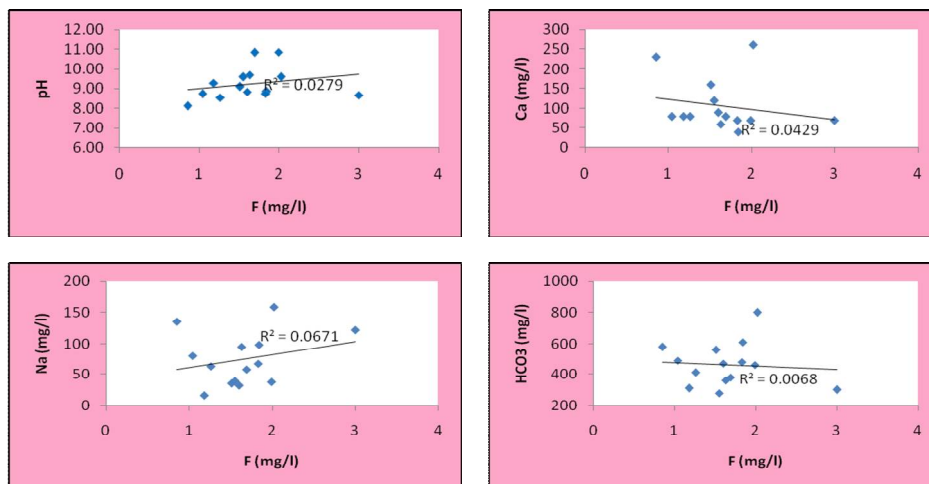 12.00
11.00
10.00
9.00
8.00
7.00
6.00
pH
R² = 0.0279
0 1 2 3 4
F (mg/l)
300
250
200
150
100
50
0
Ca (mg/l)
R² = 0.0429
0 1 2 3 4
F (mg/l)
200
150
100
50
0
Na (mg/l)
R² = 0.0671
0 1 2 3 4
F (mg/l)
1000
800
600
400
200
HCO3 (mg/l)
R² = 0.0068
0 1 2 3 4
F (mg/l)